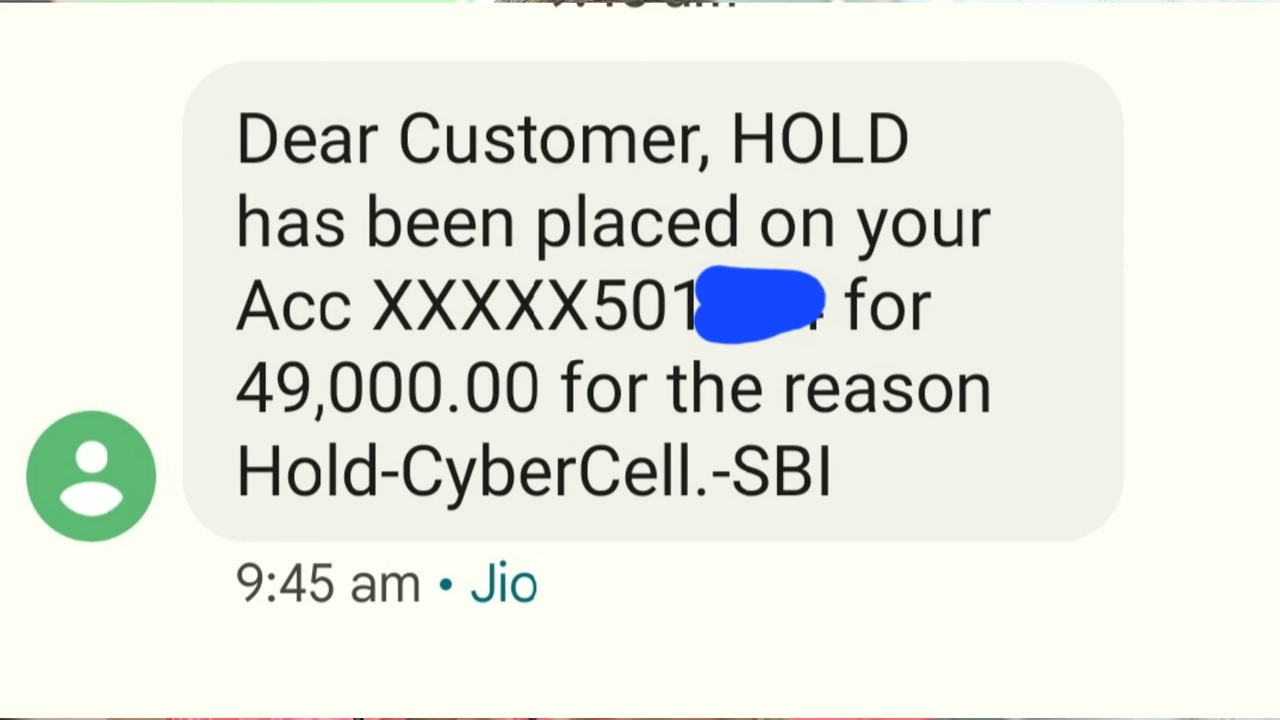 Dear Customer, HOLD
has been placed on your
Acc XXXXX501 for
49,000.00 for the reason
Hold-CyberCell.-SBI
9:45 am • Jio